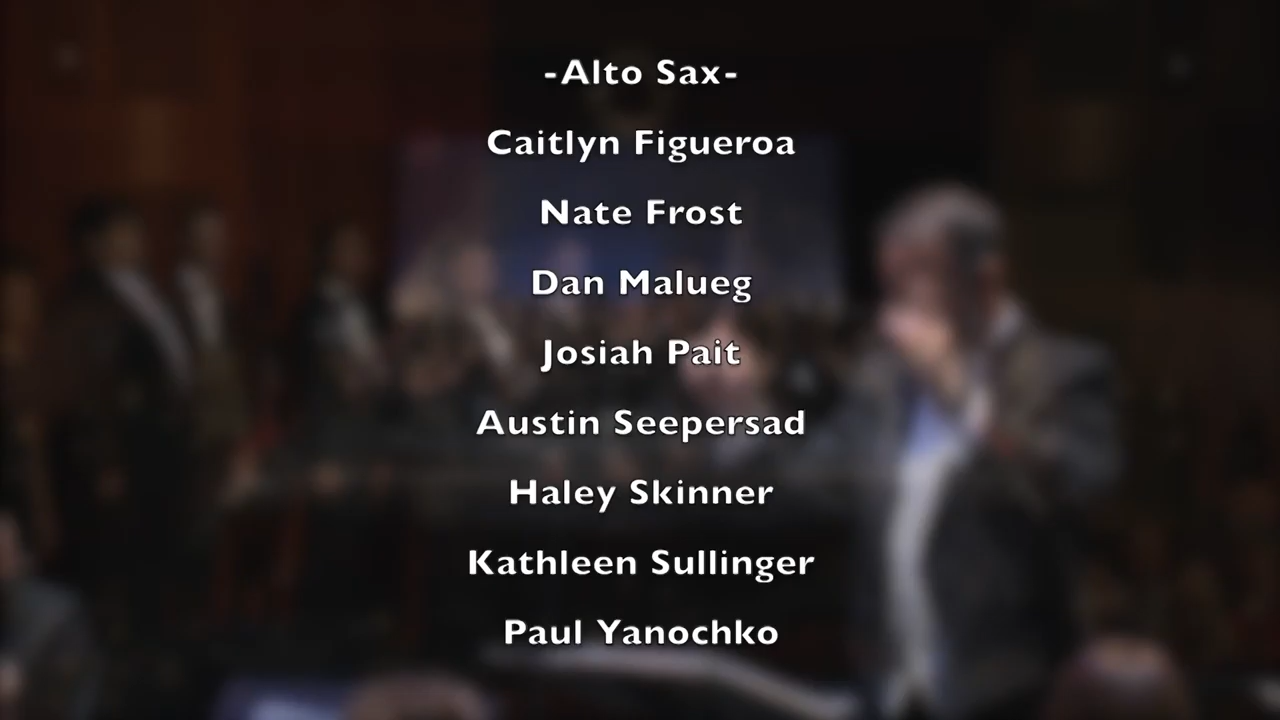 -Alto Sax-
Caitlyn Figueroa
Nate Frost
Dan Malueg
Josiah Pait
Austin Seepersad
Haley Skinner
Kathleen Sullinger
Paul Yanochko